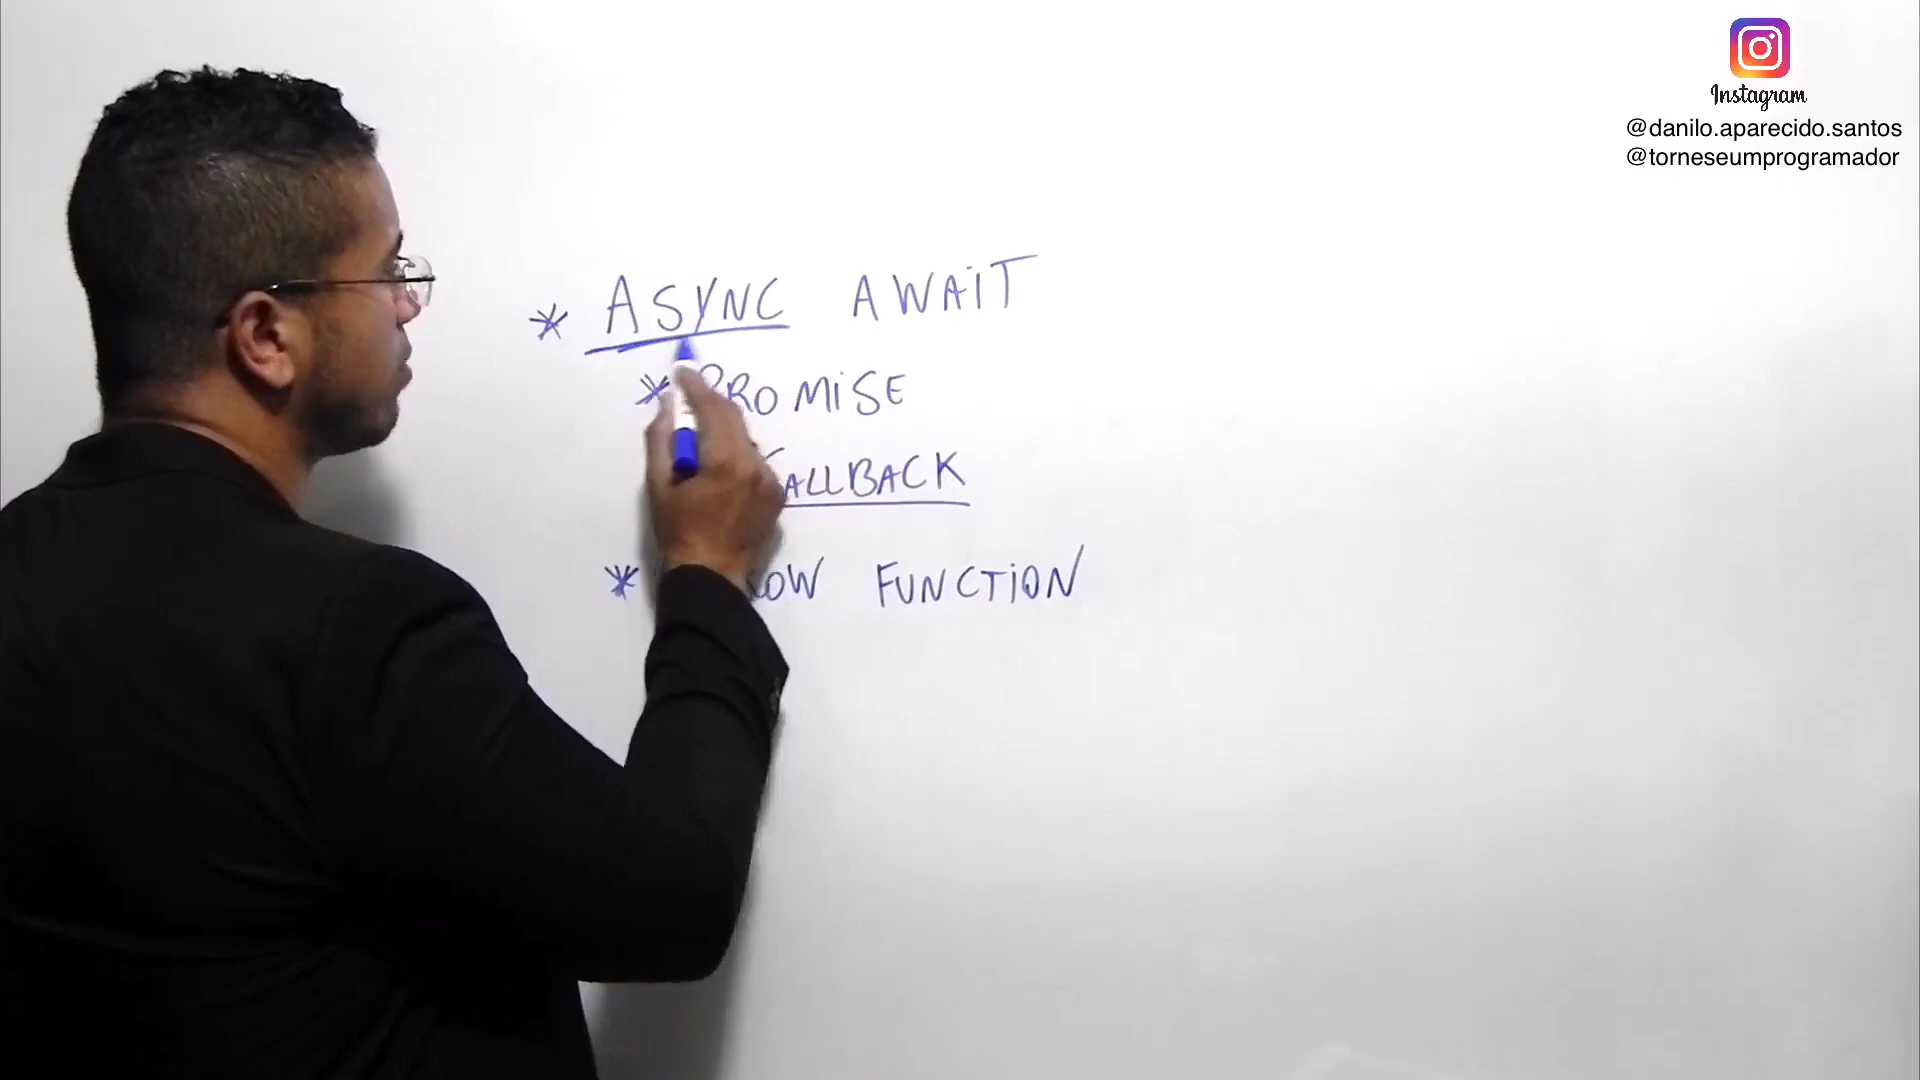 Instagram
@danilo.aparecido.santos
@torneseumprogramador
* ASYNC AWAIT
* PROMISE
CALLBACK
* FUNCTION